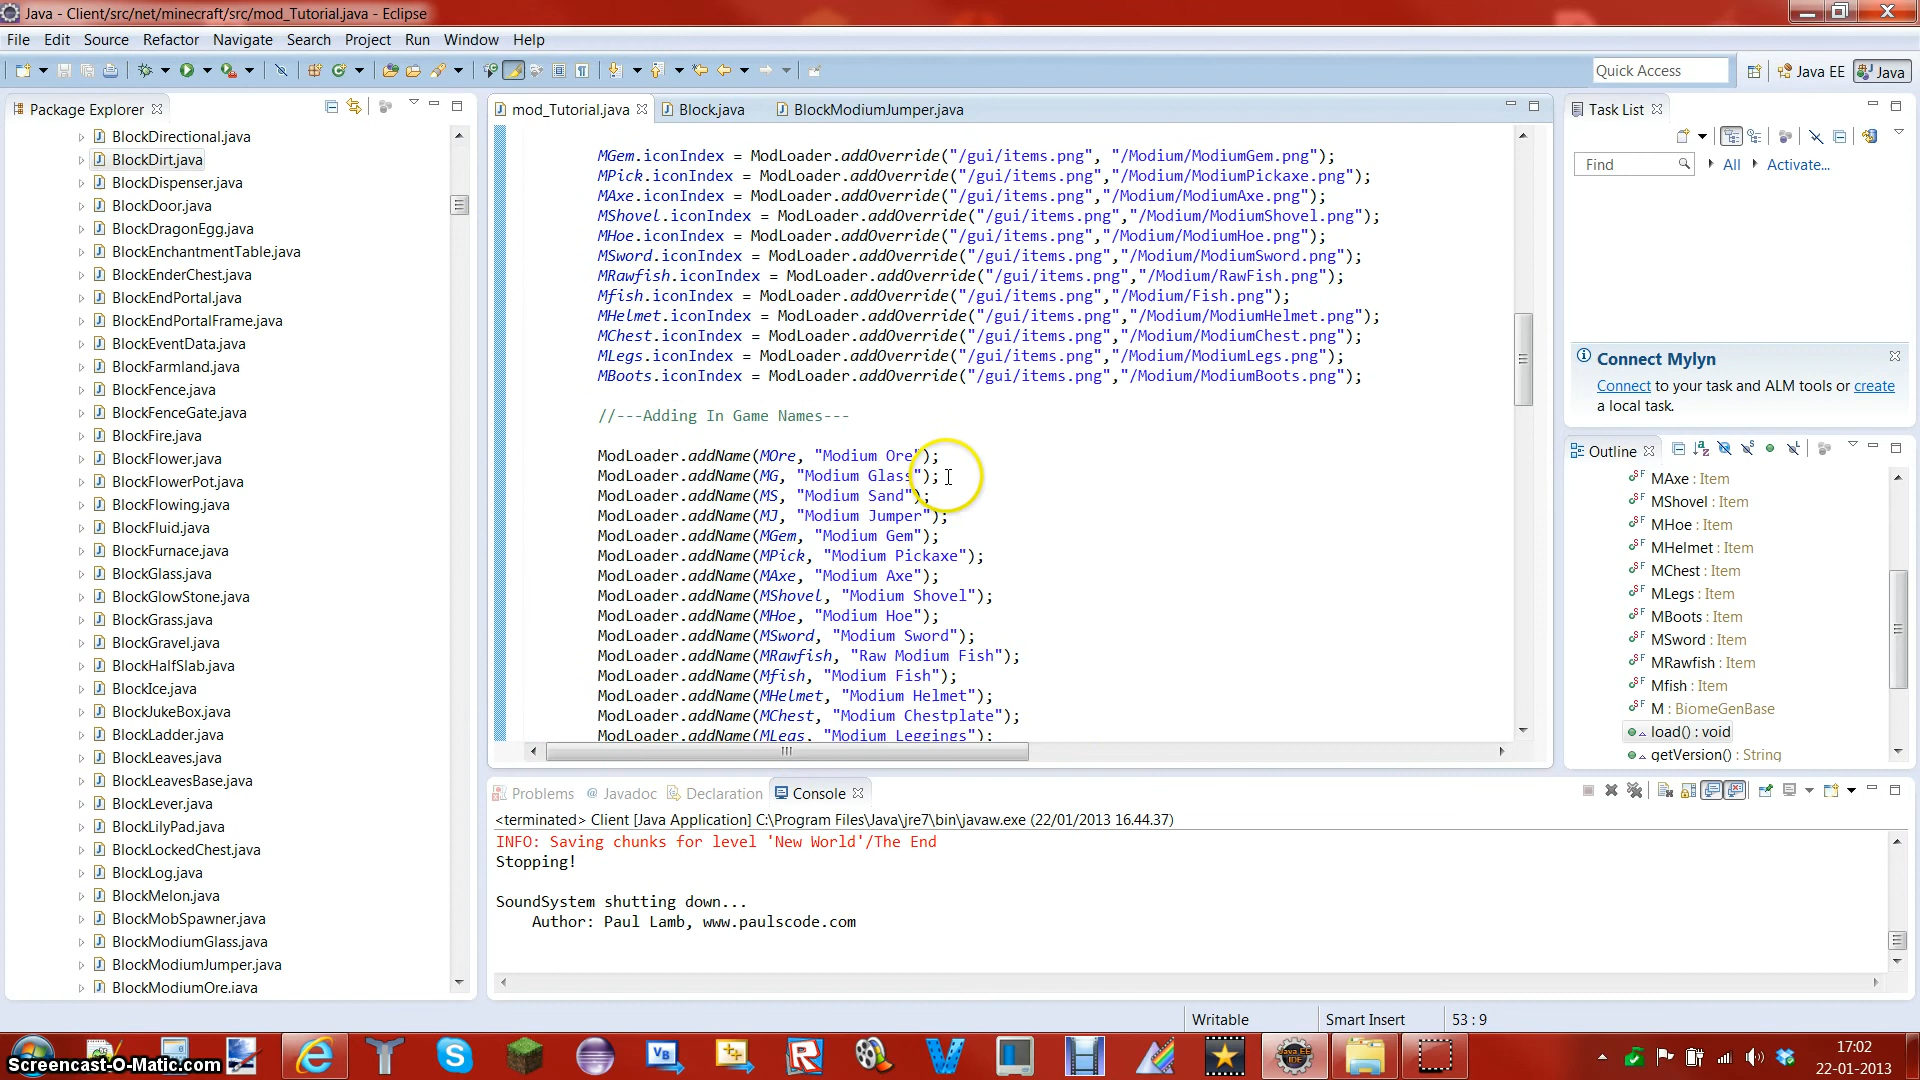 Java - Client/src/net/minecraft/src/mod_Tutorial.java - Eclipse
File Edit Source Refactor Navigate Search Project Run Window Help
Quick Access
Java EE
Java
Package Explorer
BlockDirectional.java
BlockDirt.java
BlockDispenser.java
BlockDoor.java
BlockDragonEgg.java
BlockEnchantmentTable.java
BlockEnderChest.java
BlockEndPortal.java
BlockEndPortalFrame.java
BlockEventData.java
BlockFarmland.java
BlockFence.java
BlockFenceGate.java
BlockFire.java
BlockFlower.java
BlockFlowerPot.java
BlockFlowing.java
BlockFluid.java
BlockFurnace.java
BlockGlass.java
BlockGlowStone.java
BlockGrass.java
BlockGravel.java
BlockHalfSlab.java
BlockIce.java
BlockJukeBox.java
BlockLadder.java
BlockLeaves.java
BlockLeavesBase.java
BlockLever.java
BlockLilyPad.java
BlockLockedChest.java
BlockLog.java
BlockMelon.java
BlockMobSpawner.java
BlockModiumGlass.java
BlockModiumJumper.java
BlockModiumOre.java
mod_Tutorial.java
Block.java
BlockModiumJumper.java
MGem.iconIndex = ModLoader.addOverride("/gui/items.png", "/Modium/ModiumGem.png");
MPick.iconIndex = ModLoader.addOverride("/gui/items.png","/Modium/ModiumPickaxe.png");
MAxe.iconIndex = ModLoader.addOverride("/gui/items.png","/Modium/ModiumAxe.png");
MShovel.iconIndex = ModLoader.addOverride("/gui/items.png","/Modium/ModiumShovel.png");
MHoe.iconIndex = ModLoader.addOverride("/gui/items.png","/Modium/ModiumHoe.png");
MSword.iconIndex = ModLoader.addOverride("/gui/items.png","/Modium/ModiumSword.png");
MRawfish.iconIndex = ModLoader.addOverride("/gui/items.png","/Modium/RawFish.png");
Mfish.iconIndex = ModLoader.addOverride("/gui/items.png","/Modium/Fish.png");
MHelmet.iconIndex = ModLoader.addOverride("/gui/items.png","/Modium/ModiumHelmet.png");
MChest.iconIndex = ModLoader.addOverride("/gui/items.png","/Modium/ModiumChest.png");
MLegs.iconIndex = ModLoader.addOverride("/gui/items.png","/Modium/ModiumLegs.png");
MBoots.iconIndex = ModLoader.addOverride("/gui/items.png","/Modium/ModiumBoots.png");
//---Adding In Game Names---
ModLoader.addName(MOre, "Modium Ore");
ModLoader.addName(MG, "Modium Glass");
ModLoader.addName(MS, "Modium Sand");
ModLoader.addName(MJ, "Modium Jumper");
ModLoader.addName(MGem, "Modium Gem");
ModLoader.addName(MPick, "Modium Pickaxe");
ModLoader.addName(MAxe, "Modium Axe");
ModLoader.addName(MShovel, "Modium Shovel");
ModLoader.addName(MHoe, "Modium Hoe");
ModLoader.addName(MSword, "Modium Sword");
ModLoader.addName(MRawfish, "Raw Modium Fish");
ModLoader.addName(Mfish, "Modium Fish");
ModLoader.addName(MHelmet, "Modium Helmet");
ModLoader.addName(MChest, "Modium Chestplate");
ModLoader.addName(MLegs, "Modium Leggings");
Task List
Find
All
Activate...
Connect Mylyn
Connect to your task and ALM tools or create
a local task.
Outline
MAxe : Item
MShovel : Item
MHoe : Item
MHelmet : Item
MChest : Item
MLegs : Item
MBoots : Item
MSword : Item
MRawfish : Item
Mfish : Item
M : BiomeGenBase
load() : void
getVersion() : String
Problems @ Javadoc Declaration Console
<terminated> Client [Java Application] C:\Program Files\Java\jre7\bin\javaw.exe (22/01/2013 16.44.37)
INFO: Saving chunks for level 'New World'/The End
Stopping!
SoundSystem shutting down...
Author: Paul Lamb, www.paulscode.com
Writable
Smart Insert
53 : 9
Screencast-O-Matic.com
17:02
22-01-2013